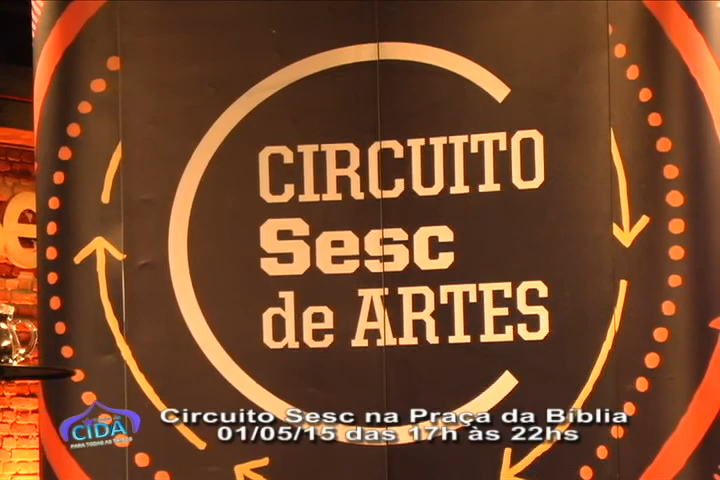 CIRCUITO
Sesc
de ARTES
Circuito Sesc na Praça da Bíblia
01/05/15 das 17h às 22hs
CIDA